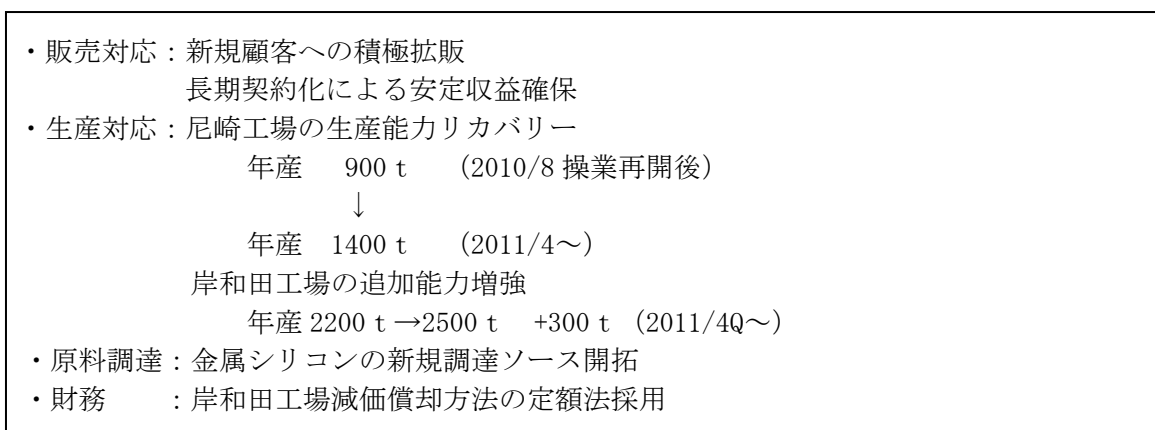 ・販売対応：新規顧客への積極拡販
長期契約化による安定収益確保
・生産対応：尼崎工場の生産能力リカバリー
年産　900ｔ　（2010/8 操業再開後）
↓
年産　1400ｔ　（2011/4～）
岸和田工場の追加能力増強
年産 2200ｔ→2500ｔ　+300ｔ（2011/4Q～）
・原料調達：金属シリコンの新規調達ソース開拓
・財務　　：岸和田工場減価償却方法の定額法採用